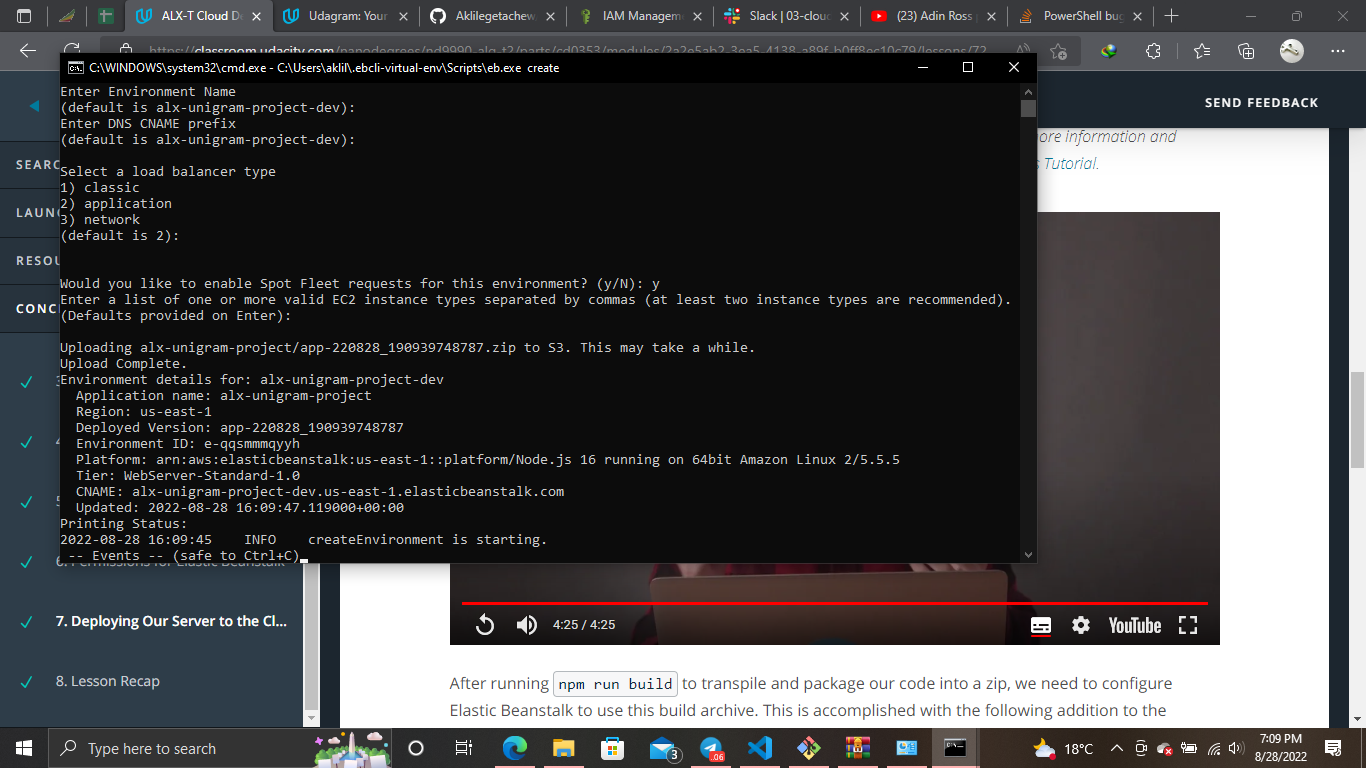 ALX-T Cloud De
Udagram: Your
Aklilegetachew
IAM Managem
Slack | 03-clou
(23) Adin Ross
PowerShell bug
https://classroom.udacity.com/nanodegrees/nd9990-alg-t2/parts/cd0353/modules/
C:\WINDOWS\system32\cmd.exe - C:\Users\aklil\.ebcli-virtual-env\Scripts\eb.exe create
Enter Environment Name
(default is alx-unigram-project-dev):
Enter DNS CNAME prefix
(default is alx-unigram-project-dev):
Select a load balancer type
1) classic
2) application
3) network
(default is 2):
Would you like to enable Spot Fleet requests for this environment? (y/N): y
Enter a list of one or more valid EC2 instance types separated by commas (at least two instance types are recommended).
(Defaults provided on Enter):
Uploading alx-unigram-project/app-220828_190939748787.zip to S3. This may take a while.
Upload Complete.
Environment details for: alx-unigram-project-dev
Application name: alx-unigram-project
Region: us-east-1
Deployed Version: app-220828_190939748787
Environment ID: e-qqsmmmqyyh
Platform: arn:aws:elasticbeanstalk:us-east-1::platform/Node.js 16 running on 64bit Amazon Linux 2/5.5.5
Tier: WebServer-Standard-1.0
CNAME: alx-unigram-project-dev.us-east-1.elasticbeanstalk.com
Updated: 2022-08-28 16:09:47.119000+00:00
Printing Status:
2022-08-28 16:09:45 INFO createEnvironment is starting.
-- Events -- (safe to Ctrl+C)
SEND FEEDBACK
ore information and
s Tutorial.
SEARC
LAUN
RESOU
CONC
6. Permissions for Elastic Beanstalk
7. Deploying Our Server to the Cl...
8. Lesson Recap
4:25 / 4:25
YouTube
After running npm run build to transpile and package our code into a zip, we need to configure
Elastic Beanstalk to use this build archive. This is accomplished with the following addition to the
Type here to search
3
.06
18°C
7:09 PM
8/28/2022